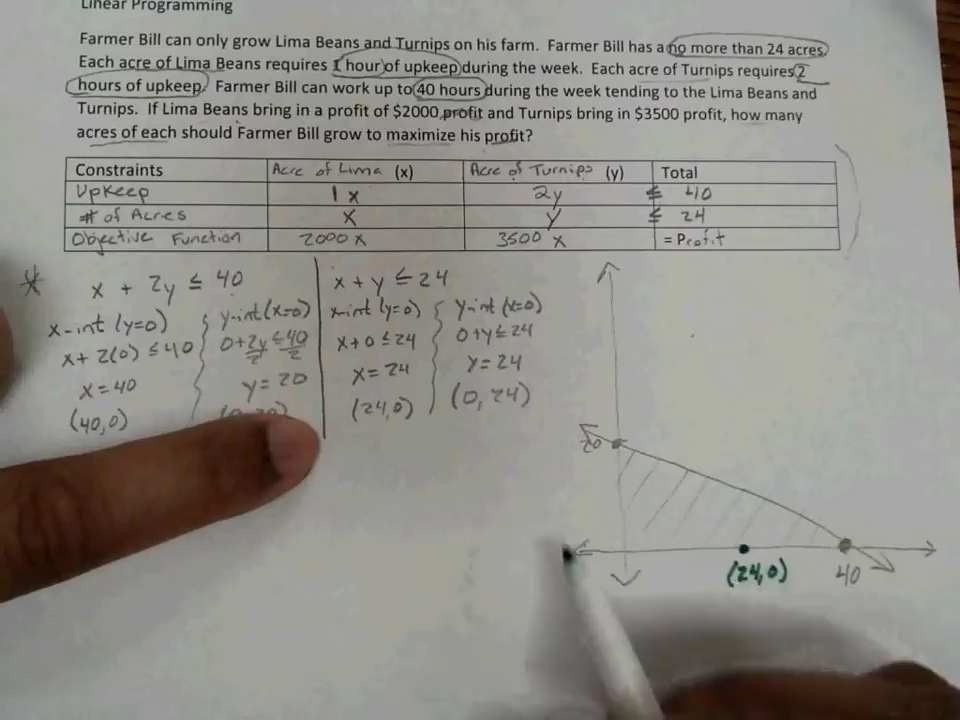 Linear Programming
Farmer Bill can only grow Lima Beans and Turnips on his farm. Farmer Bill has a no more than 24 acres.
Each acre of Lima Beans requires 1 hour of upkeep during the week. Each acre of Turnips requires 2
hours of upkeep. Farmer Bill can work up to 40 hours during the week tending to the Lima Beans and
Turnips. If Lima Beans bring in a profit of $2000 profit and Turnips bring in $3500 profit, how many
acres of each should Farmer Bill grow to maximize his profit?
Constraints Acre of Lima (x) Acre of Turnips (y) Total
Upkeep 1x 2y ≤ 40
# of Acres x y ≤ 24
Objective Function 2000x 3500x = Profit
x + 2y ≤ 40
x-int (y=0)
x + 2(0) ≤ 40
x = 40
(40,0)
y-int (x=0)
0 + 2y/2 ≤ 40/2
y = 20
x + y ≤ 24
x-int (y=0)
x + 0 ≤ 24
x = 24
(24,0)
y-int (x=0)
0 + y ≤ 24
y = 24
(0, 24)
20
(24,0)
40